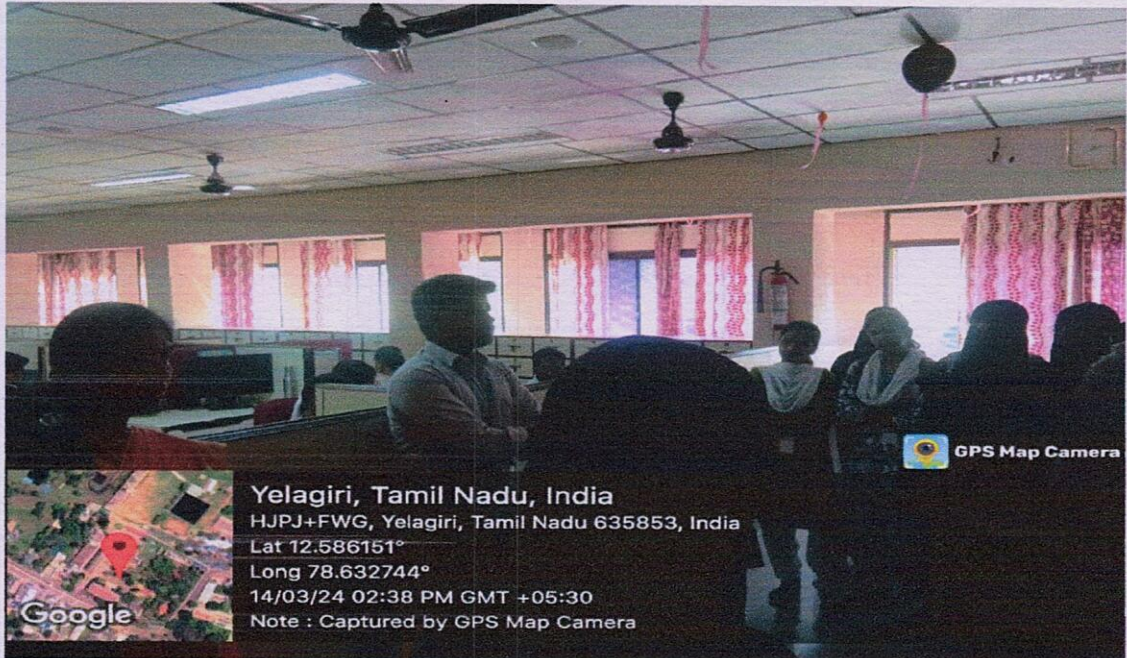 GPS Map Camera
Yelagiri, Tamil Nadu, India
HJPJ+FWG, Yelagiri, Tamil Nadu 635853, India
Lat 12.586151°
Long 78.632744°
14/03/24 02:38 PM GMT +05:30
Note : Captured by GPS Map Camera
Google